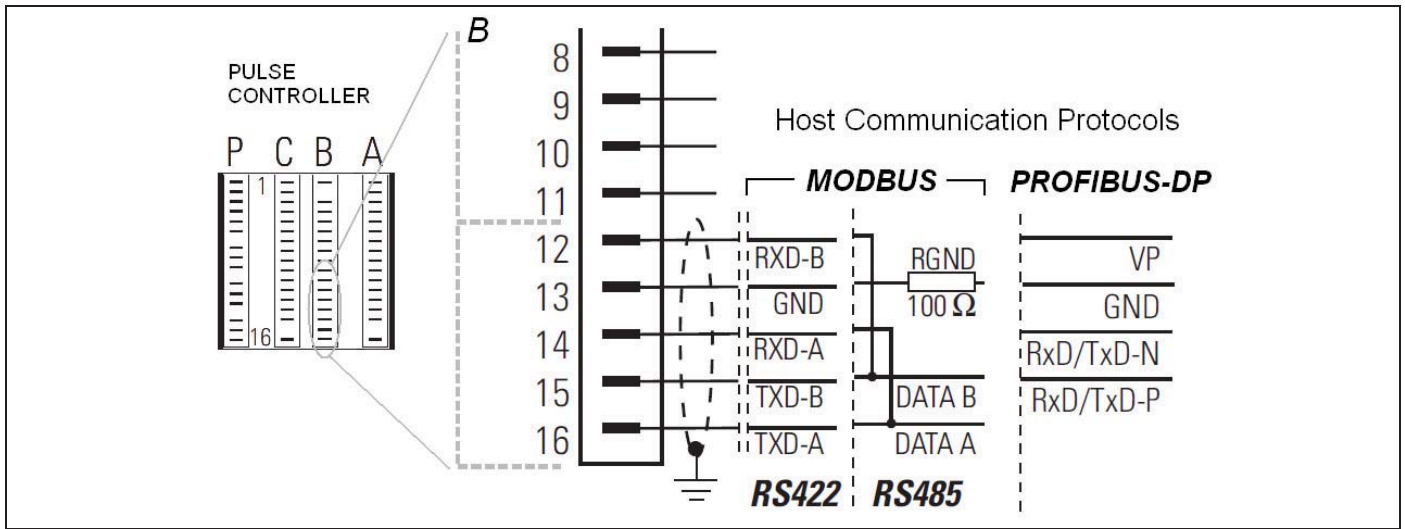 PULSE
CONTROLLER
P C B A
1
16
B
8
9
10
11
12
13
14
15
16
Host Communication Protocols
MODBUS
PROFIBUS-DP
RXD-B
GND
RXD-A
TXD-B
TXD-A
RS422
RGND
100 Ω
DATA B
DATA A
RS485
VP
GND
RxD/TxD-N
RxD/TxD-P